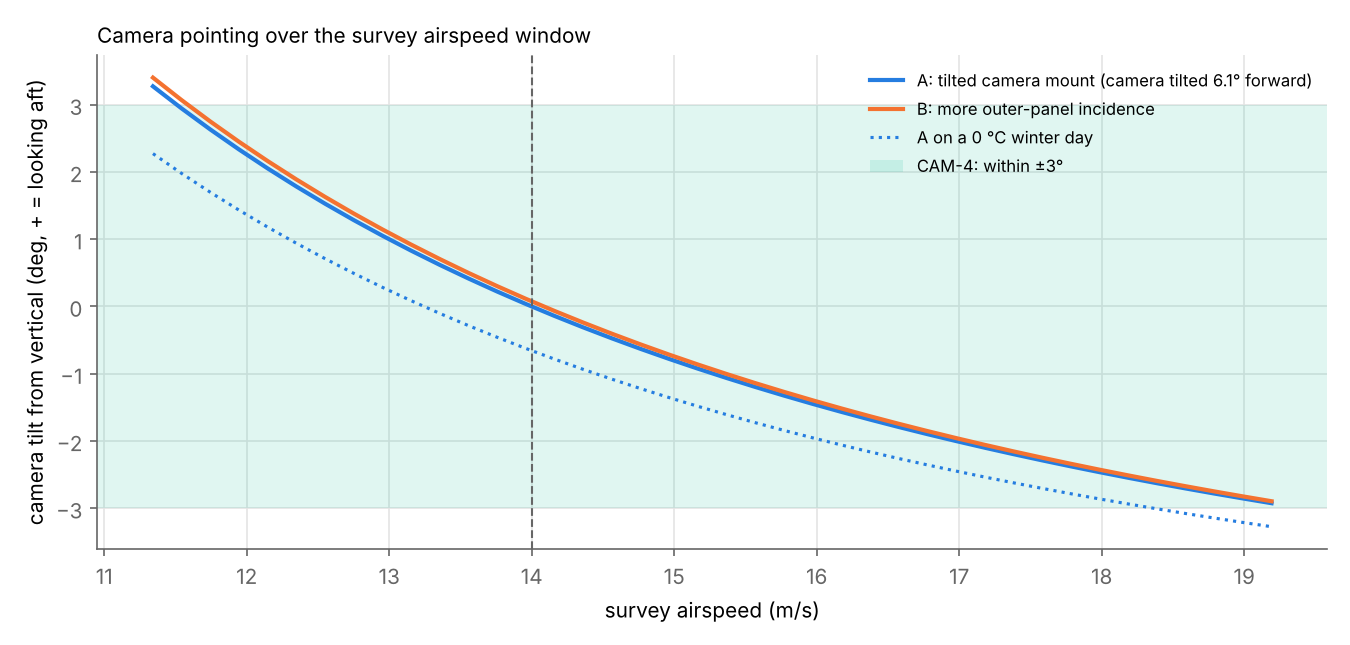 Camera pointing over the survey airspeed window
camera tilt from vertical (deg, + = looking aft)
3
2
1
0
−1
−2
−3
A: tilted camera mount (camera tilted 6.1° forward)
B: more outer-panel incidence
A on a 0 °C winter day
CAM-4: within ±3°
11 12 13 14 15 16 17 18 19
survey airspeed (m/s)